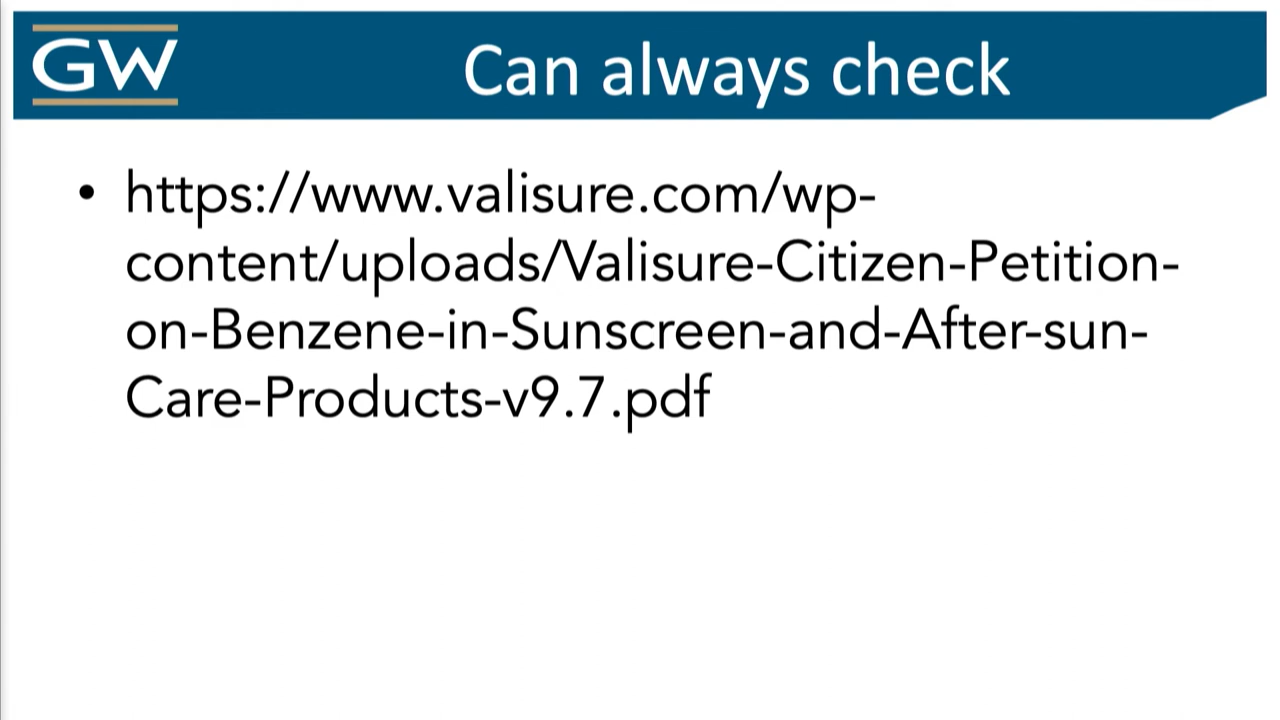 GW
Can always check
• https://www.valisure.com/wp-
content/uploads/Valisure-Citizen-Petition-
on-Benzene-in-Sunscreen-and-After-sun-
Care-Products-v9.7.pdf